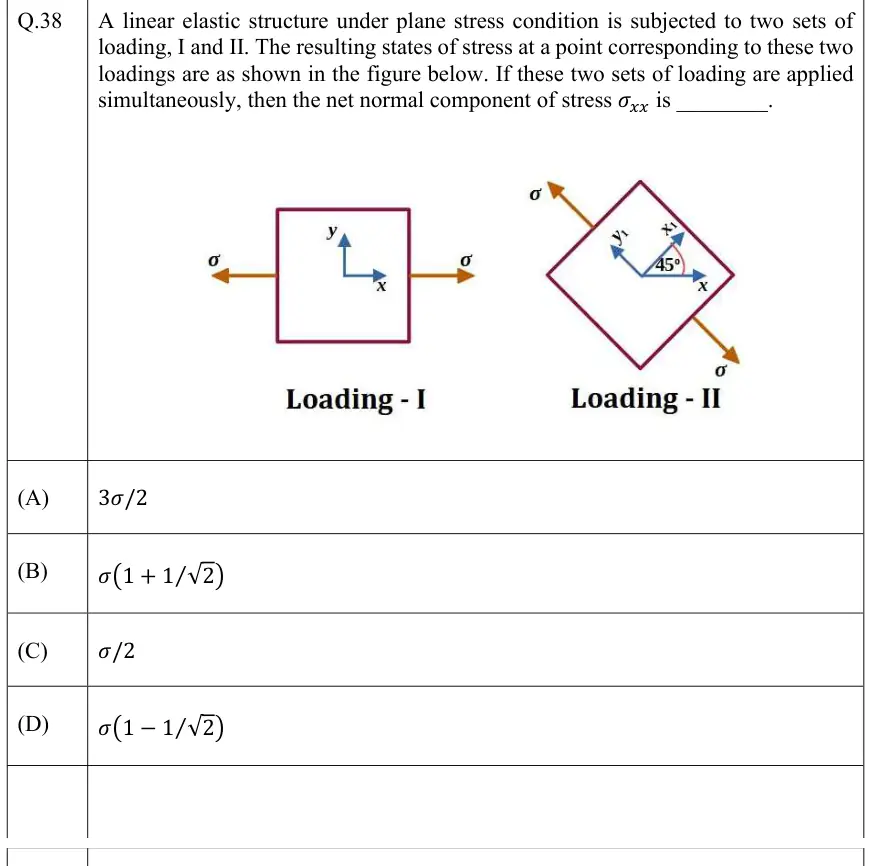 Q.38 A linear elastic structure under plane stress condition is subjected to two sets of
loading, I and II. The resulting states of stress at a point corresponding to these two
loadings are as shown in the figure below. If these two sets of loading are applied
simultaneously, then the net normal component of stress σₓₓ is ________.
σ
y
x
σ
Loading - I
σ
y₁
x₁
45°
x
σ
Loading - II
(A) 3σ/2
(B) σ(1 + 1/√2)
(C) σ/2
(D) σ(1 − 1/√2)